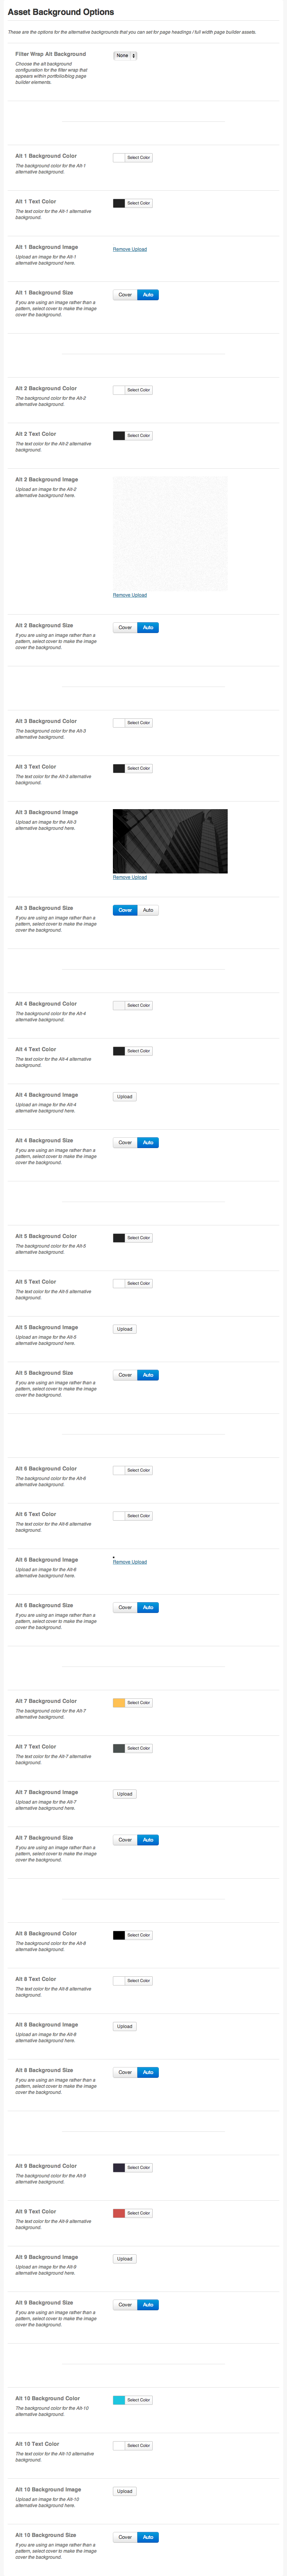 Asset Background Options
These are the options for the alternative backgrounds that you can set for page headings / full width page builder assets.
Filter Wrap Alt Background
None
Choose the alt background
configuration for the filter wrap that
appears within portfolio/blog page
builder elements.
Alt 1 Background Color
Select Color
The background color for the Alt-1
alternative background.
Alt 1 Text Color
Select Color
The text color for the Alt-1 alternative
background.
Alt 1 Background Image
Remove Upload
Upload an image for the Alt-1
alternative background here.
Alt 1 Background Size
Cover Auto
If you are using an image rather than a
pattern, select cover to make the image
cover the background.
Alt 2 Background Color
Select Color
The background color for the Alt-2
alternative background.
Alt 2 Text Color
Select Color
The text color for the Alt-2 alternative
background.
Alt 2 Background Image
Upload an image for the Alt-2
alternative background here.
Remove Upload
Alt 2 Background Size
Cover Auto
If you are using an image rather than a
pattern, select cover to make the image
cover the background.
Alt 3 Background Color
Select Color
The background color for the Alt-3
alternative background.
Alt 3 Text Color
Select Color
The text color for the Alt-3 alternative
background.
Alt 3 Background Image
Upload an image for the Alt-3
alternative background here.
Remove Upload
Alt 3 Background Size
Cover Auto
If you are using an image rather than a
pattern, select cover to make the image
cover the background.
Alt 4 Background Color
Select Color
The background color for the Alt-4
alternative background.
Alt 4 Text Color
Select Color
The text color for the Alt-4 alternative
background.
Alt 4 Background Image
Upload
Upload an image for the Alt-4
alternative background here.
Alt 4 Background Size
Cover Auto
If you are using an image rather than a
pattern, select cover to make the image
cover the background.
Alt 5 Background Color
Select Color
The background color for the Alt-5
alternative background.
Alt 5 Text Color
Select Color
The text color for the Alt-5 alternative
background.
Alt 5 Background Image
Upload
Upload an image for the Alt-5
alternative background here.
Alt 5 Background Size
Cover Auto
If you are using an image rather than a
pattern, select cover to make the image
cover the background.
Alt 6 Background Color
Select Color
The background color for the Alt-6
alternative background.
Alt 6 Text Color
Select Color
The text color for the Alt-6 alternative
background.
Alt 6 Background Image
Remove Upload
Upload an image for the Alt-6
alternative background here.
Alt 6 Background Size
Cover Auto
If you are using an image rather than a
pattern, select cover to make the image
cover the background.
Alt 7 Background Color
Select Color
The background color for the Alt-7
alternative background.
Alt 7 Text Color
Select Color
The text color for the Alt-7 alternative
background.
Alt 7 Background Image
Upload
Upload an image for the Alt-7
alternative background here.
Alt 7 Background Size
Cover Auto
If you are using an image rather than a
pattern, select cover to make the image
cover the background.
Alt 8 Background Color
Select Color
The background color for the Alt-8
alternative background.
Alt 8 Text Color
Select Color
The text color for the Alt-8 alternative
background.
Alt 8 Background Image
Upload
Upload an image for the Alt-8
alternative background here.
Alt 8 Background Size
Cover Auto
If you are using an image rather than a
pattern, select cover to make the image
cover the background.
Alt 9 Background Color
Select Color
The background color for the Alt-9
alternative background.
Alt 9 Text Color
Select Color
The text color for the Alt-9 alternative
background.
Alt 9 Background Image
Upload
Upload an image for the Alt-9
alternative background here.
Alt 9 Background Size
Cover Auto
If you are using an image rather than a
pattern, select cover to make the image
cover the background.
Alt 10 Background Color
Select Color
The background color for the Alt-10
alternative background.
Alt 10 Text Color
Select Color
The text color for the Alt-10 alternative
background.
Alt 10 Background Image
Upload
Upload an image for the Alt-10
alternative background here.
Alt 10 Background Size
Cover Auto
If you are using an image rather than a
pattern, select cover to make the image
cover the background.